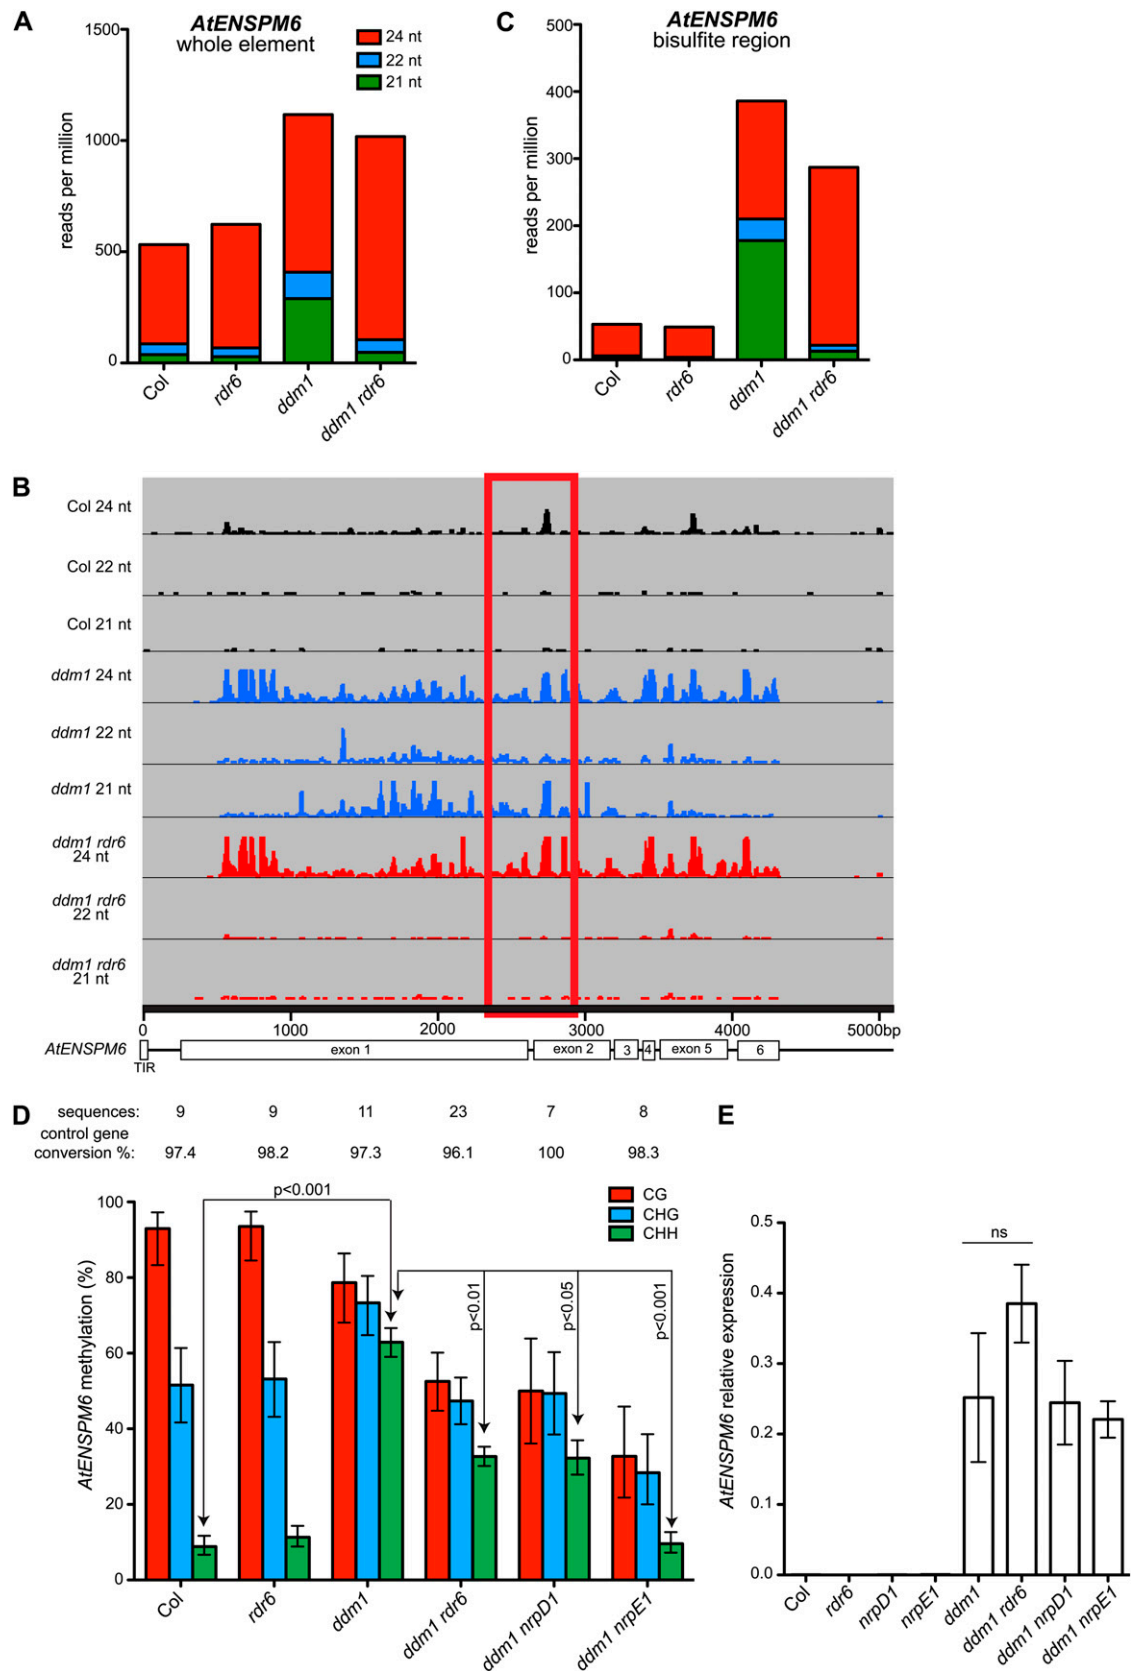 A
AtENSPM6
whole element
24 nt
22 nt
21 nt
1500
1000
500
0
reads per million
Col
rdr6
ddm1
ddm1 rdr6
C
AtENSPM6
bisulfite region
500
400
300
200
100
0
reads per million
Col
rdr6
ddm1
ddm1 rdr6
B
Col 24 nt
Col 22 nt
Col 21 nt
ddm1 24 nt
ddm1 22 nt
ddm1 21 nt
ddm1 rdr6
24 nt
ddm1 rdr6
22 nt
ddm1 rdr6
21 nt
0 1000 2000 3000 4000 5000bp
AtENSPM6
TIR
exon 1
exon 2
3
4
exon 5
6
D
sequences: 9 9 11 23 7 8
control gene
conversion %: 97.4 98.2 97.3 96.1 100 98.3
p<0.001
CG
CHG
CHH
p<0.01
p<0.05
p<0.001
100
80
60
40
20
0
AtENSPM6 methylation (%)
Col
rdr6
ddm1
ddm1 rdr6
ddm1 nrpD1
ddm1 nrpE1
E
ns
0.5
0.4
0.3
0.2
0.1
0.0
AtENSPM6 relative expression
Col
rdr6
nrpD1
nrpE1
ddm1
ddm1 rdr6
ddm1 nrpD1
ddm1 nrpE1